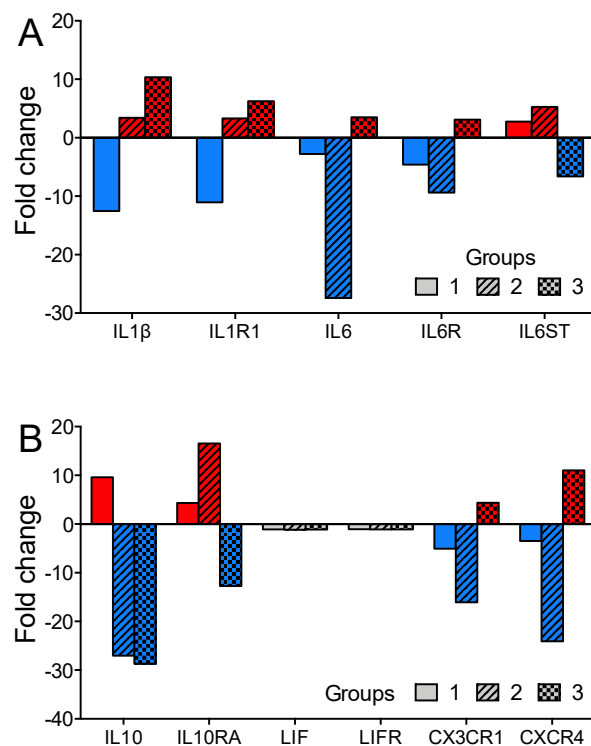 A
Fold change
20
10
0
-10
-20
-30
Groups
1 2 3
IL1β IL1R1 IL6 IL6R IL6ST
B
Fold change
20
10
0
-10
-20
-30
-40
Groups 1 2 3
IL10 IL10RA LIF LIFR CX3CR1 CXCR4